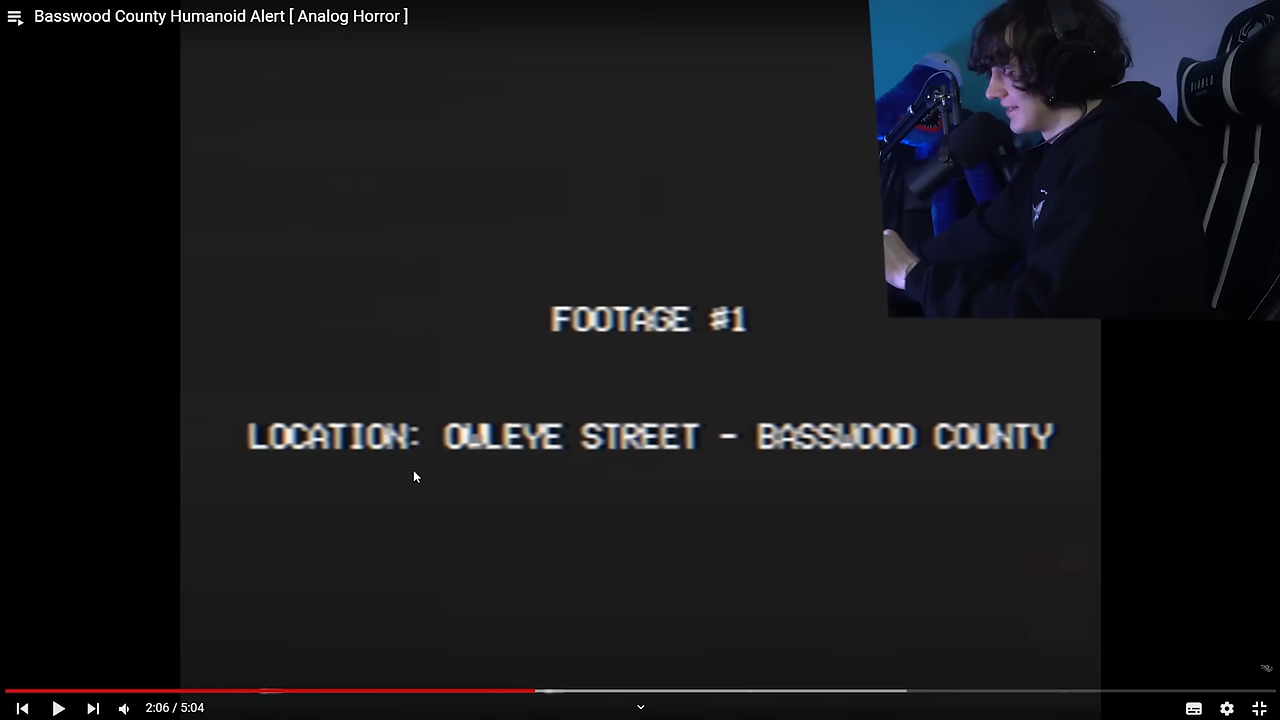 Basswood County Humanoid Alert [ Analog Horror ]
FOOTAGE #1
LOCATION: OWLEYE STREET - BASSWOOD COUNTY
2:06 / 5:04